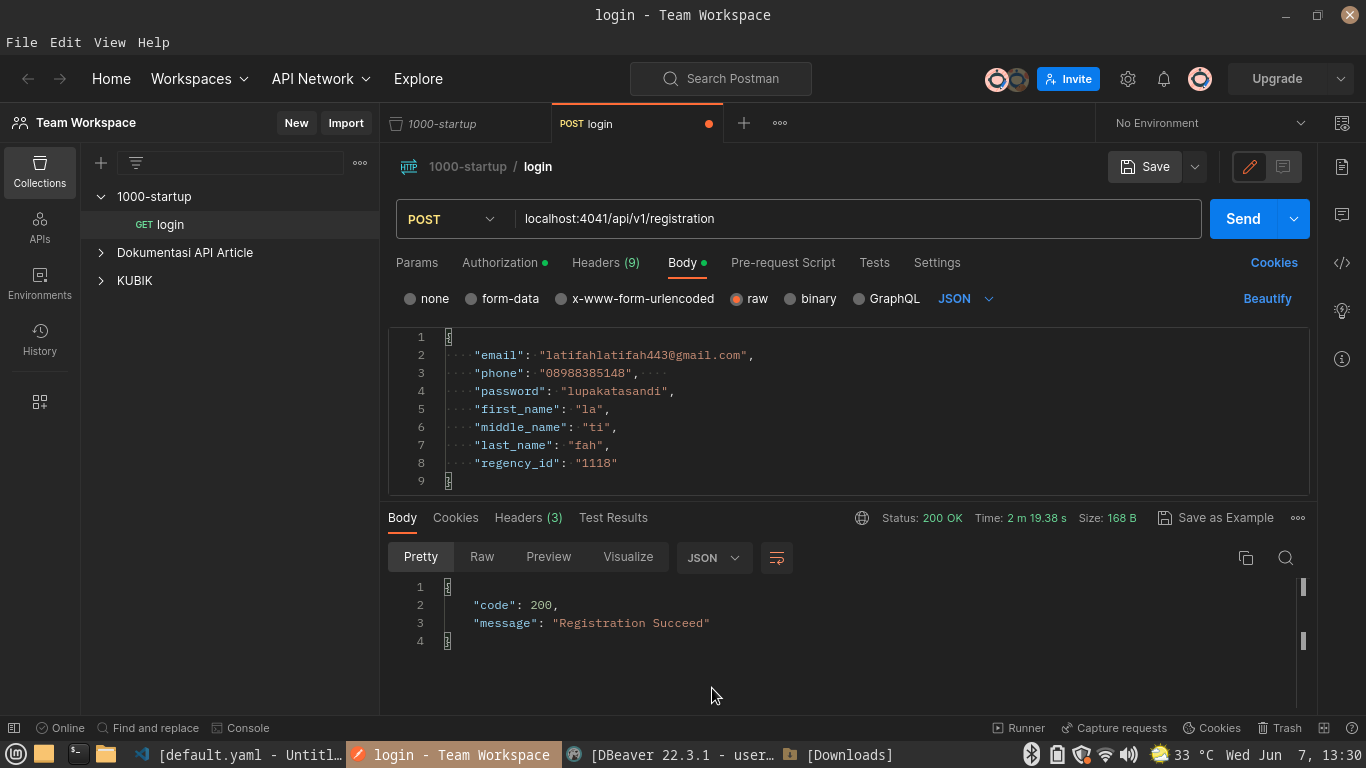 login - Team Workspace
File Edit View Help
Home Workspaces API Network Explore
Search Postman
Invite
Upgrade
Team Workspace
New Import
1000-startup
POST login
No Environment
Collections
APIs
Environments
History
1000-startup
GET login
Dokumentasi API Article
KUBIK
HTTP 1000-startup / login
Save
POST localhost:4041/api/v1/registration
Send
Params Authorization Headers (9) Body Pre-request Script Tests Settings Cookies
none form-data x-www-form-urlencoded raw binary GraphQL JSON Beautify
1 {
2 "email": "latifahlatifah443@gmail.com",
3 "phone": "08988385148",
4 "password": "lupakatasandi",
5 "first_name": "la",
6 "middle_name": "ti",
7 "last_name": "fah",
8 "regency_id": "1118"
9 }
Body Cookies Headers (3) Test Results Status: 200 OK Time: 2 m 19.38 s Size: 168 B Save as Example
Pretty Raw Preview Visualize JSON
1 {
2 "code": 200,
3 "message": "Registration Succeed"
4 }
Online Find and replace Console Runner Capture requests Cookies Trash
[default.yaml - Untitl... login - Team Workspace [DBeaver 22.3.1 - user... [Downloads] 33 °C Wed Jun 7, 13:30